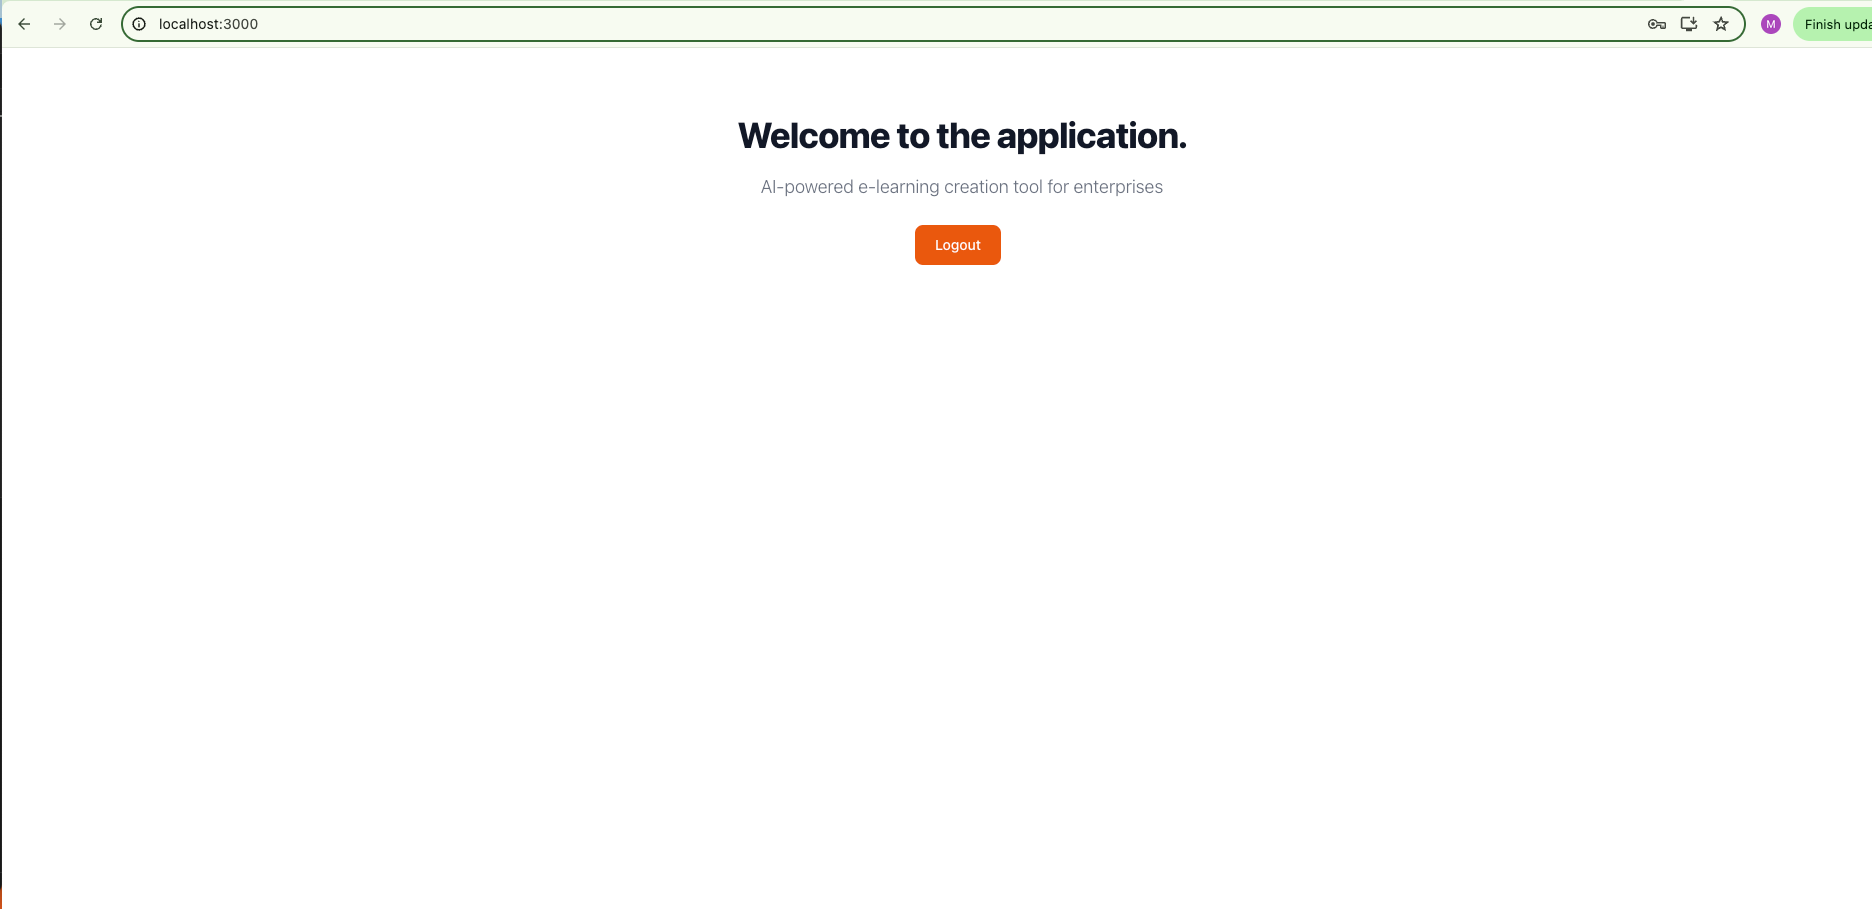 localhost:3000
M
Finish upda
Welcome to the application.
AI-powered e-learning creation tool for enterprises
Logout